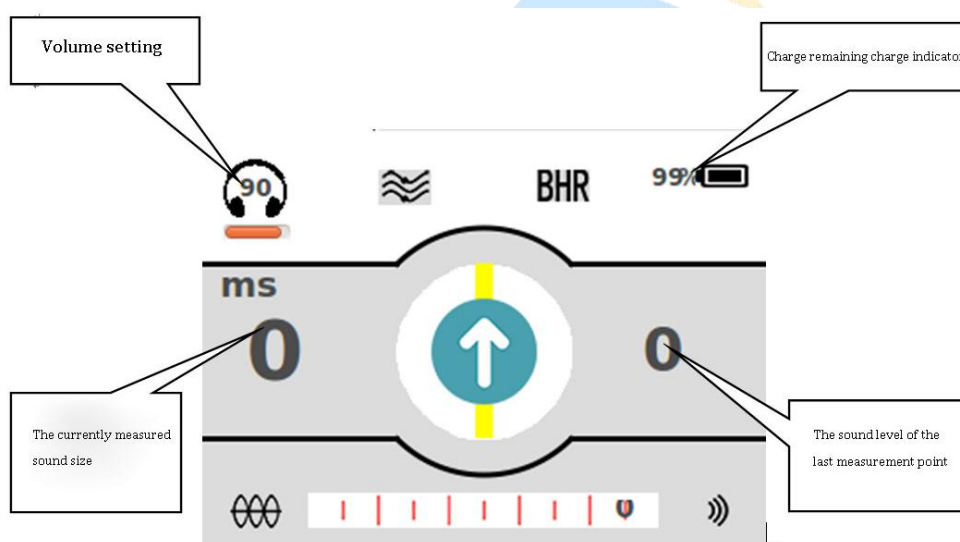 Volume setting
Charge remaining charge indicator
90
BHR
99%
ms
0
0
The currently measured
sound size
The sound level of the
last measurement point
0